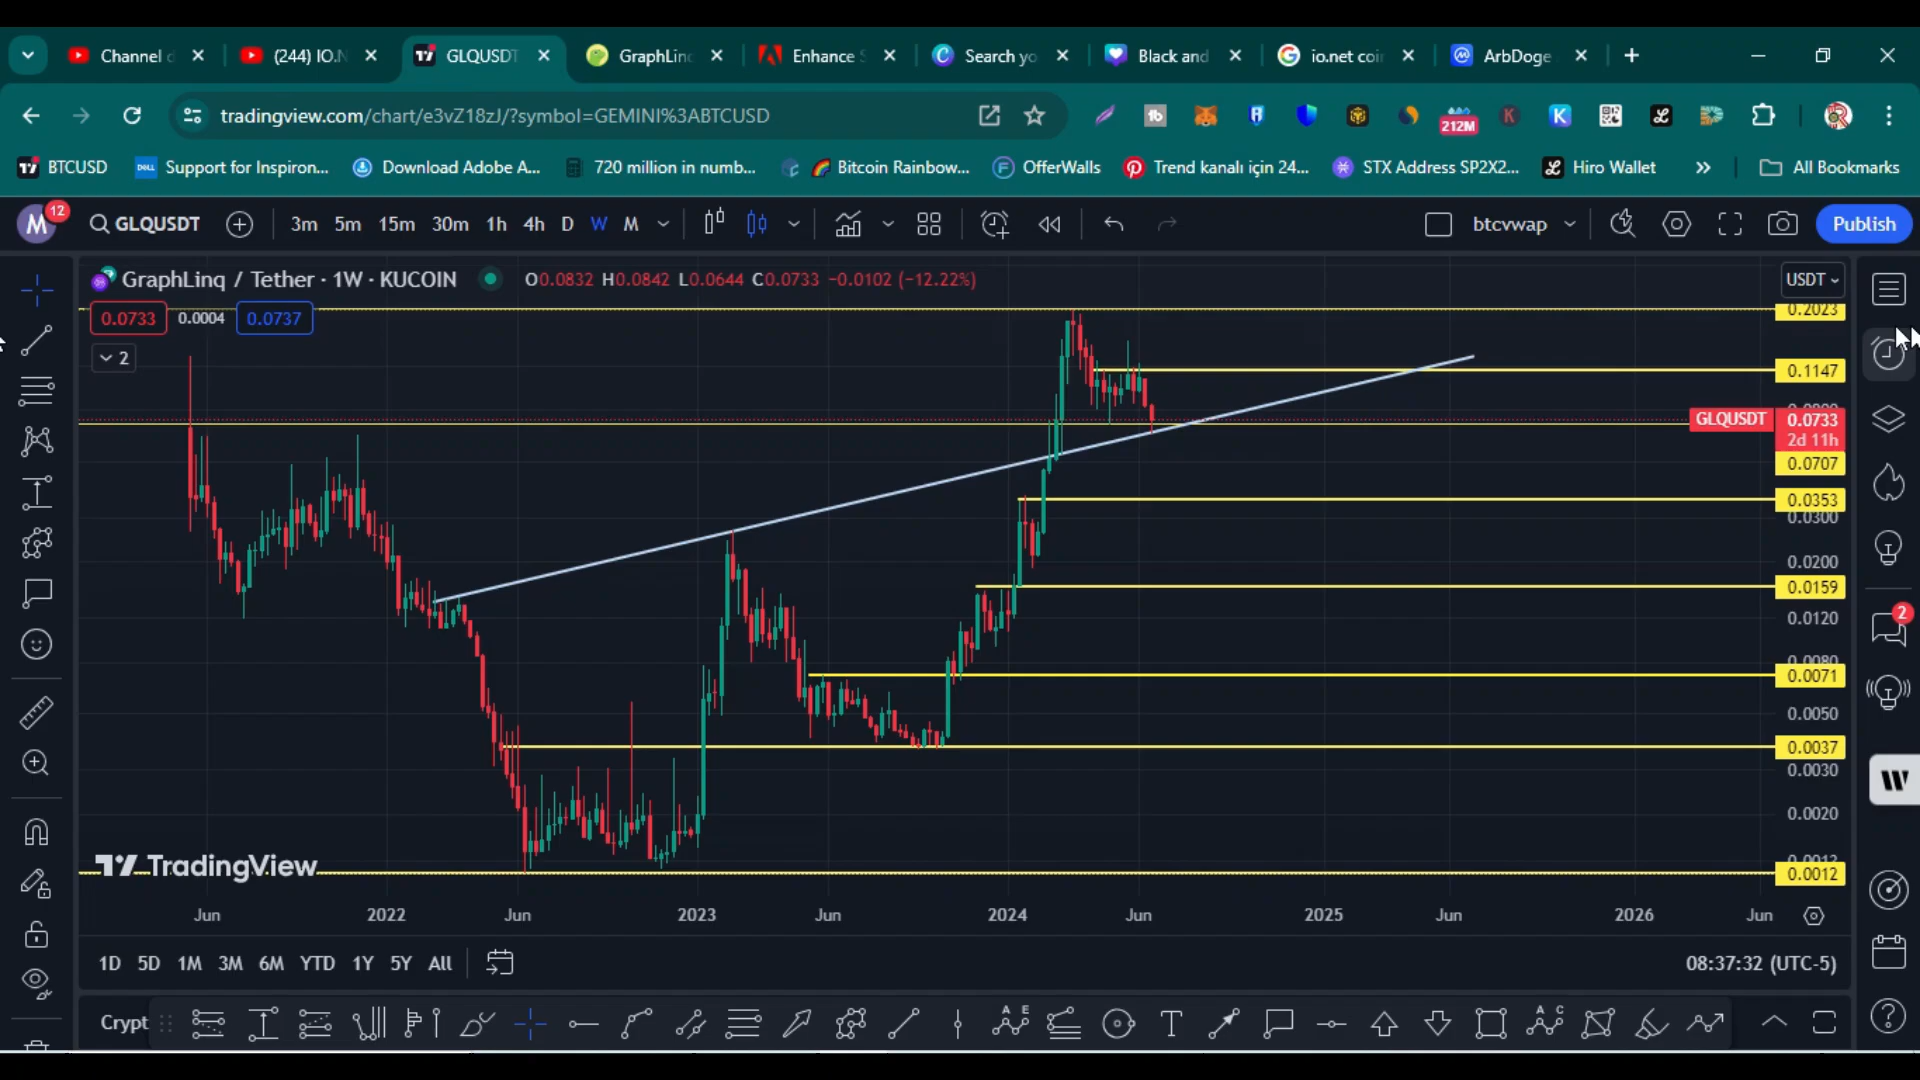 Channel d
(244) IO.N
GLQUSDT
GraphLinq
Enhance S
Search yo
Black and
io.net coi
ArbDoge
tradingview.com/chart/e3vZ18zJ/?symbol=GEMINI%3ABTCUSD
212M
BTCUSD
Support for Inspiron...
Download Adobe A...
720 million in numb...
Bitcoin Rainbow...
OfferWalls
Trend kanalı için 24...
STX Address SP2X2...
Hiro Wallet
All Bookmarks
M 12
GLQUSDT
3m 5m 15m 30m 1h 4h D W M
btcvwap
Publish
GraphLinq / Tether · 1W · KUCOIN
O0.0832 H0.0842 L0.0644 C0.0733 −0.0102 (−12.22%)
USDT
0.0733 0.0004 0.0737
2
0.2023
0.1147
GLQUSDT 0.0733
2d 11h
0.0707
0.0353
0.0300
0.0200
0.0159
0.0120
0.0080
0.0071
0.0050
0.0037
0.0030
0.0020
0.0012
0.0012
2
TradingView
Jun 2022 Jun 2023 Jun 2024 Jun 2025 Jun 2026 Jun
1D 5D 1M 3M 6M YTD 1Y 5Y All
08:37:32 (UTC-5)
Crypt